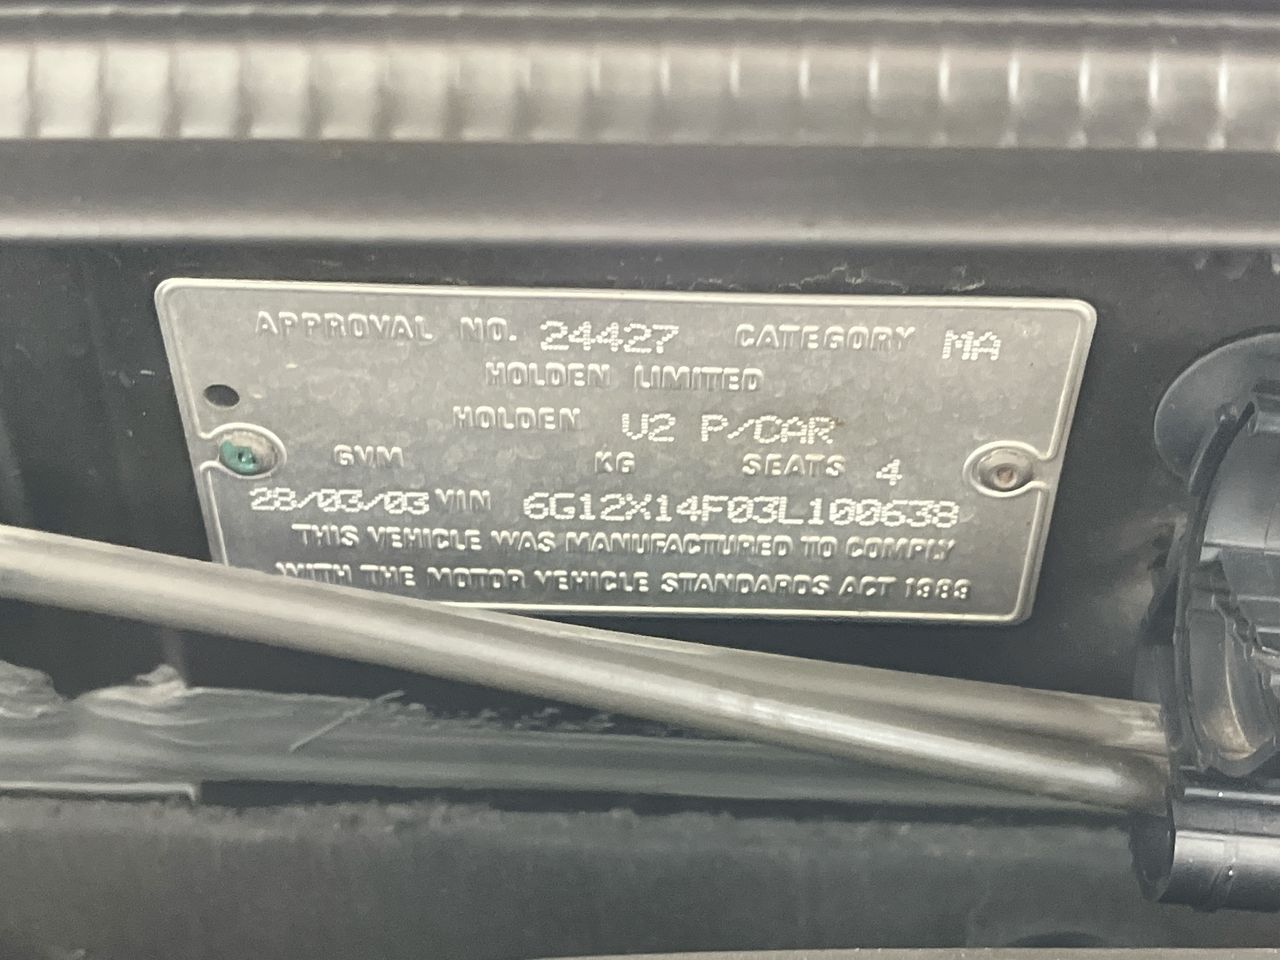 APPROVAL NO. 24427 CATEGORY MA
HOLDEN LIMITED
HOLDEN V2 P/CAR
GVM KG SEATS 4
28/03/03 VIN 6G12X14F03L100638
THIS VEHICLE WAS MANUFACTURED TO COMPLY
WITH THE MOTOR VEHICLE STANDARDS ACT 1989